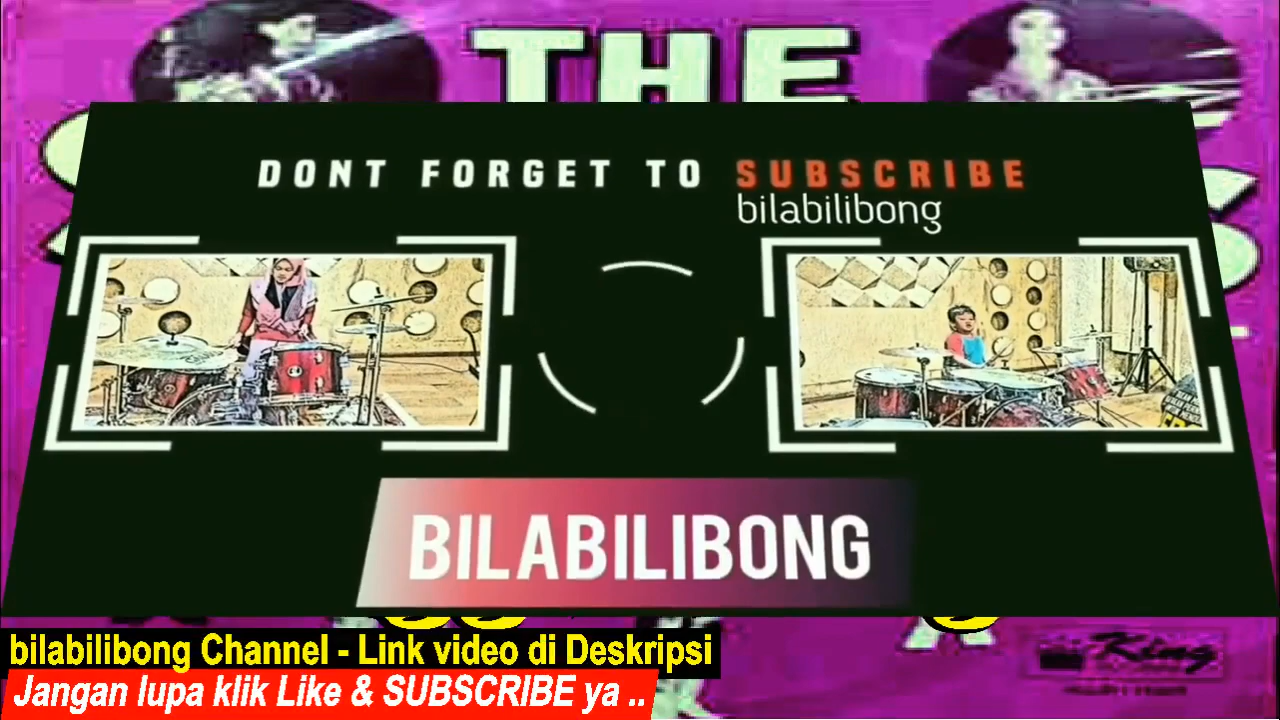 THE
DONT FORGET TO SUBSCRIBE
bilabilibong
BILABILIBONG
King
bilabilibong Channel - Link video di Deskripsi
Jangan lupa klik Like & SUBSCRIBE ya ..